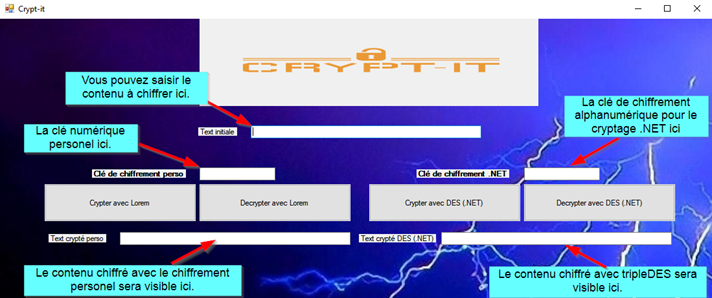 Crypt-it
CRYPT-IT
Vous pouvez saisir le
contenu à chiffrer ici.
La clé de chiffrement
alphanumérique pour le
cryptage .NET ici
La clé numérique
personel ici.
Text initiale
Clé de chiffrement perso
Clé de chiffrement .NET
Crypter avec Lorem
Decrypter avec Lorem
Crypter avec DES (.NET)
Decrypter avec DES (.NET)
Text crypté perso
Text crypté DES (.NET)
Le contenu chiffré avec le chiffrement
personel sera visible ici.
Le contenu chiffré avec tripleDES sera
visible ici.